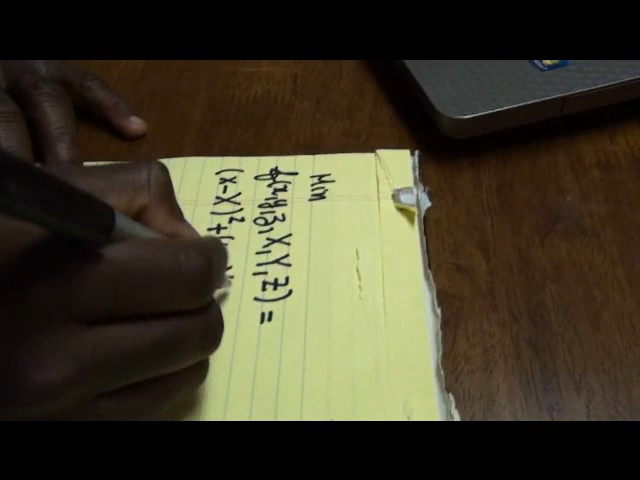 Min
f(x,y,z,X,Y,Z) =
(x-X)²+(